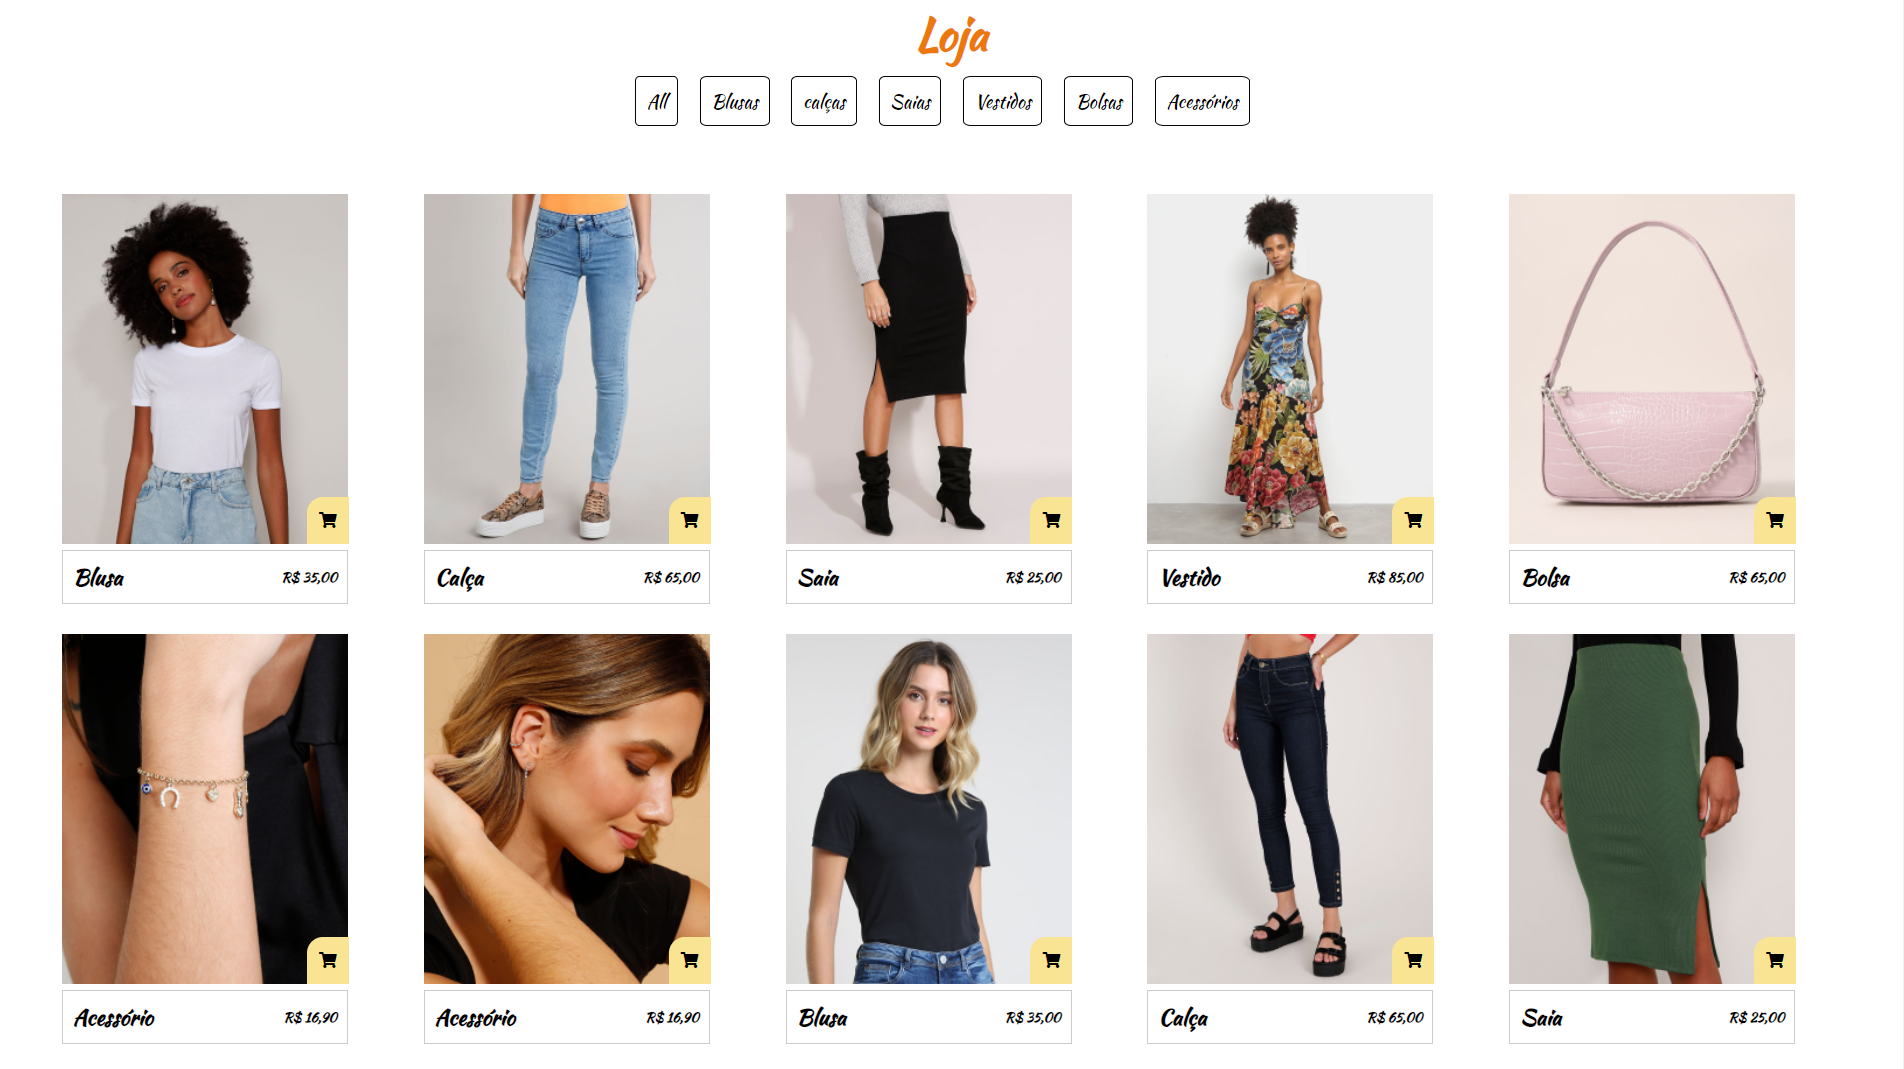 Loja
All Blusas calças Saias Vestidos Bolsas Acessórios
Blusa R$ 35,00 Calça R$ 65,00 Saia R$ 25,00 Vestido R$ 85,00 Bolsa R$ 65,00
Acessório R$ 16,90 Acessório R$ 16,90 Blusa R$ 35,00 Calça R$ 65,00 Saia R$ 25,00